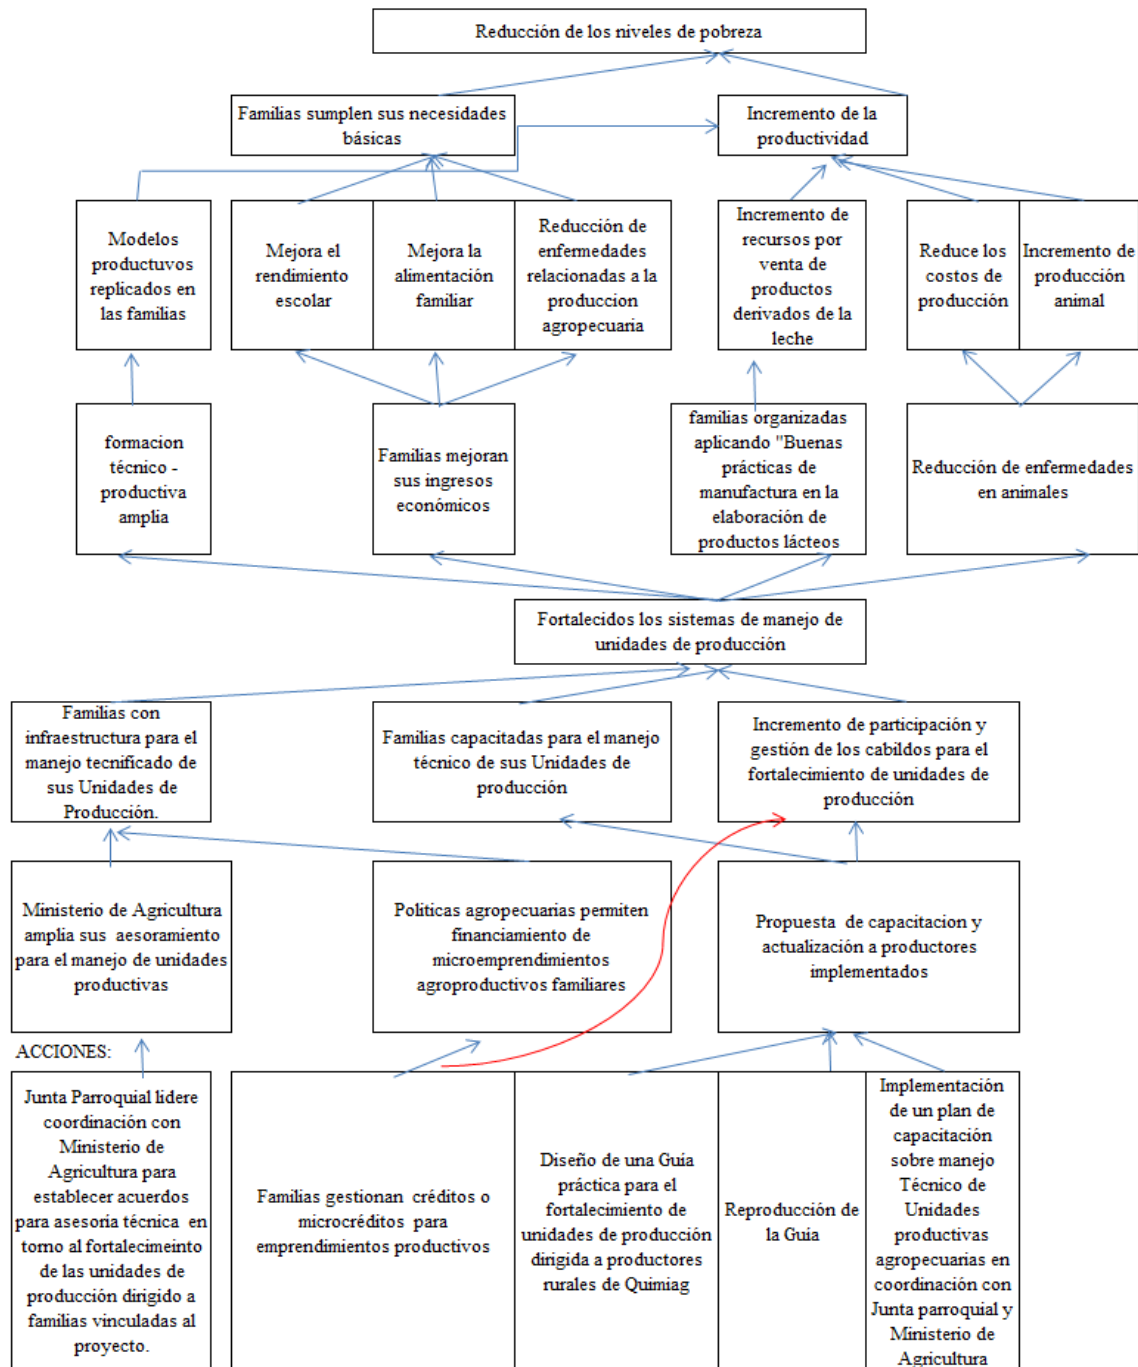 Reducción de los niveles de pobreza
Familias sumplen sus necesidades
básicas
Incremento de la
productividad
Modelos
productuvos
replicados en
las familias
Mejora el
rendimiento
escolar
Mejora la
alimentación
familiar
Reducción de
enfermedades
relacionadas a la
produccion
agropecuaria
Incremento de
recursos por
venta de
productos
derivados de la
leche
Reduce los
costos de
producción
Incremento de
producción
animal
formacion
técnico -
productiva
amplia
Familias mejoran
sus ingresos
económicos
familias organizadas
aplicando "Buenas
prácticas de
manufactura en la
elaboración de
productos lácteos
Reducción de enfermedades
en animales
Fortalecidos los sistemas de manejo de
unidades de producción
Familias con
infraestructura para el
manejo tecnificado de
sus Unidades de
Producción.
Familias capacitadas para el manejo
técnico de sus Unidades de
producción
Incremento de participación y
gestión de los cabildos para el
fortalecimiento de unidades de
producción
Ministerio de Agricultura
amplia sus aesoramiento
para el manejo de unidades
productivas
Políticas agropecuarias permiten
financiamiento de
microemprendimientos
agroproductivos familiares
Propuesta de capacitacion y
actualización a productores
implementados
ACCIONES:
Junta Parroquial lidere
coordinación con
Ministerio de
Agricultura para
establecer acuerdos
para asesoría técnica en
torno al fortalecimeinto
de las unidades de
producción dirigido a
familias vinculadas al
proyecto.
Familias gestionan créditos o
microcréditos para
emprendimientos productivos
Diseño de una Guía
práctica para el
fortalecimiento de
unidades de producción
dirigida a productores
rurales de Quimiag
Reproducción de
la Guía
Implementación
de un plan de
capacitación
sobre manejo
Técnico de
Unidades
productivas
agropecuarias en
coordinación con
Junta parroquial y
Ministerio de
Agricultura